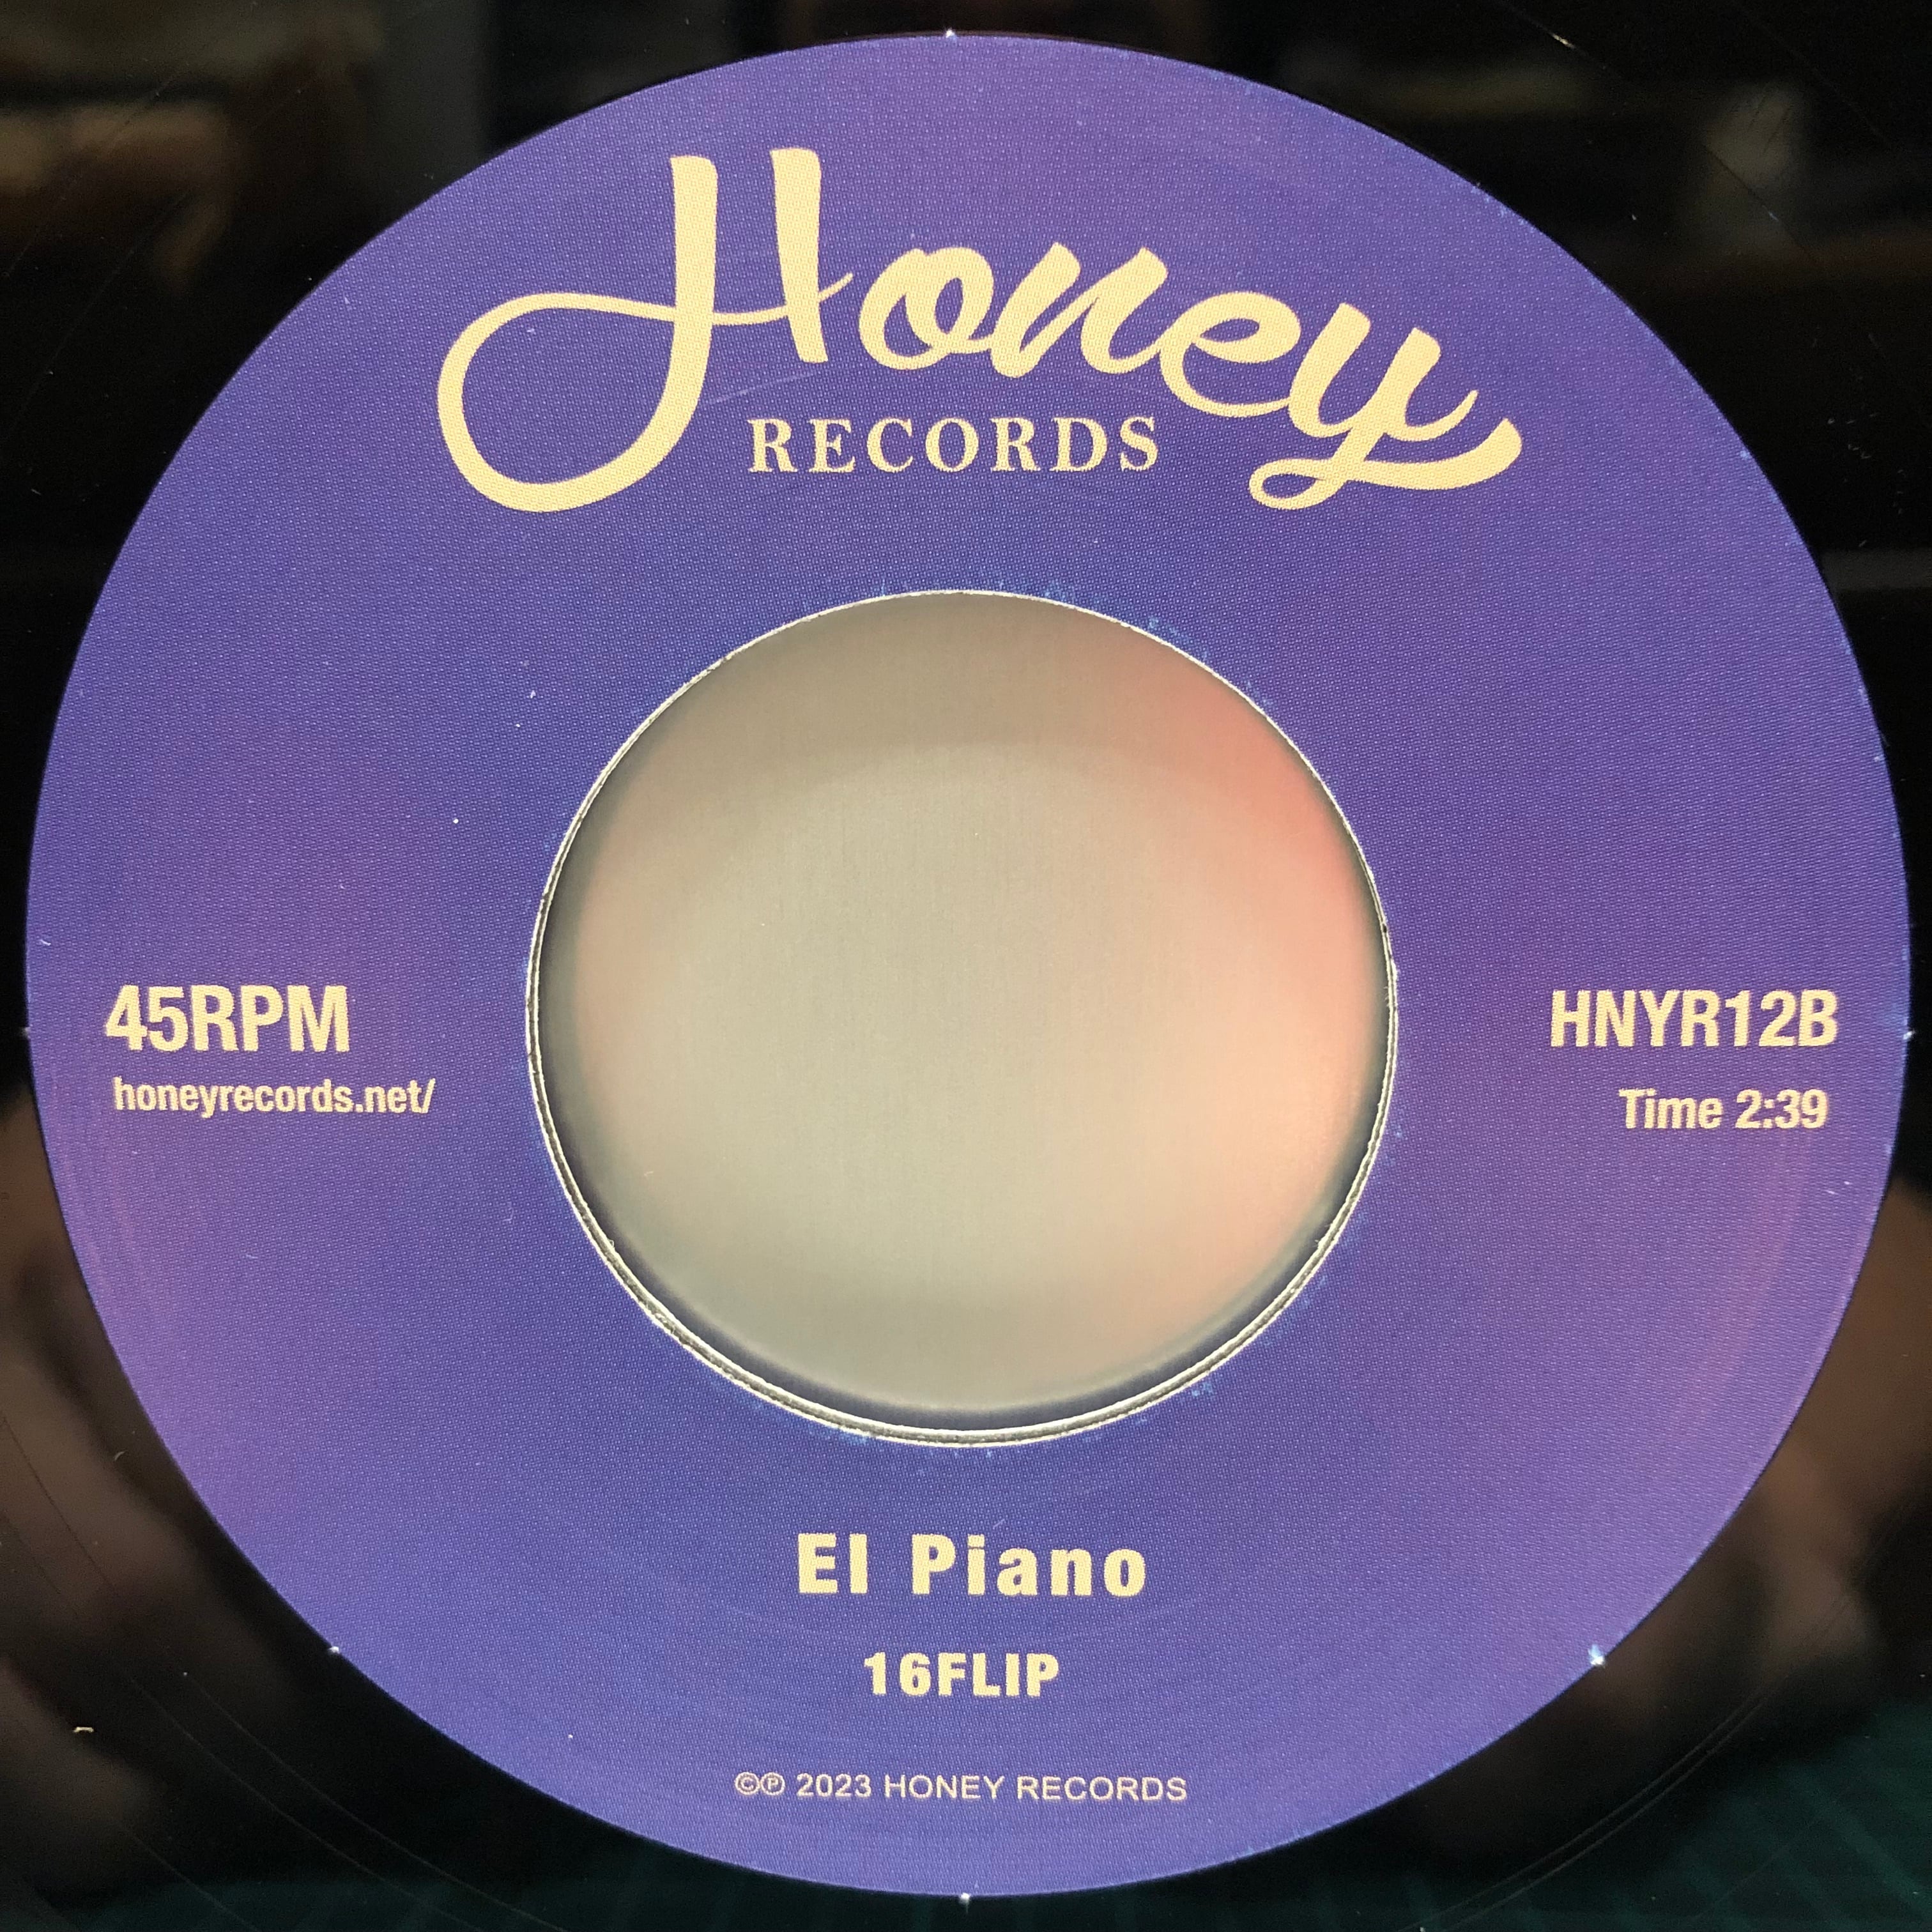 Honey
RECORDS
45RPM
honeyrecords.net/
HNYR12B
Time 2:39
El Piano
16FLIP
©℗ 2023 HONEY RECORDS